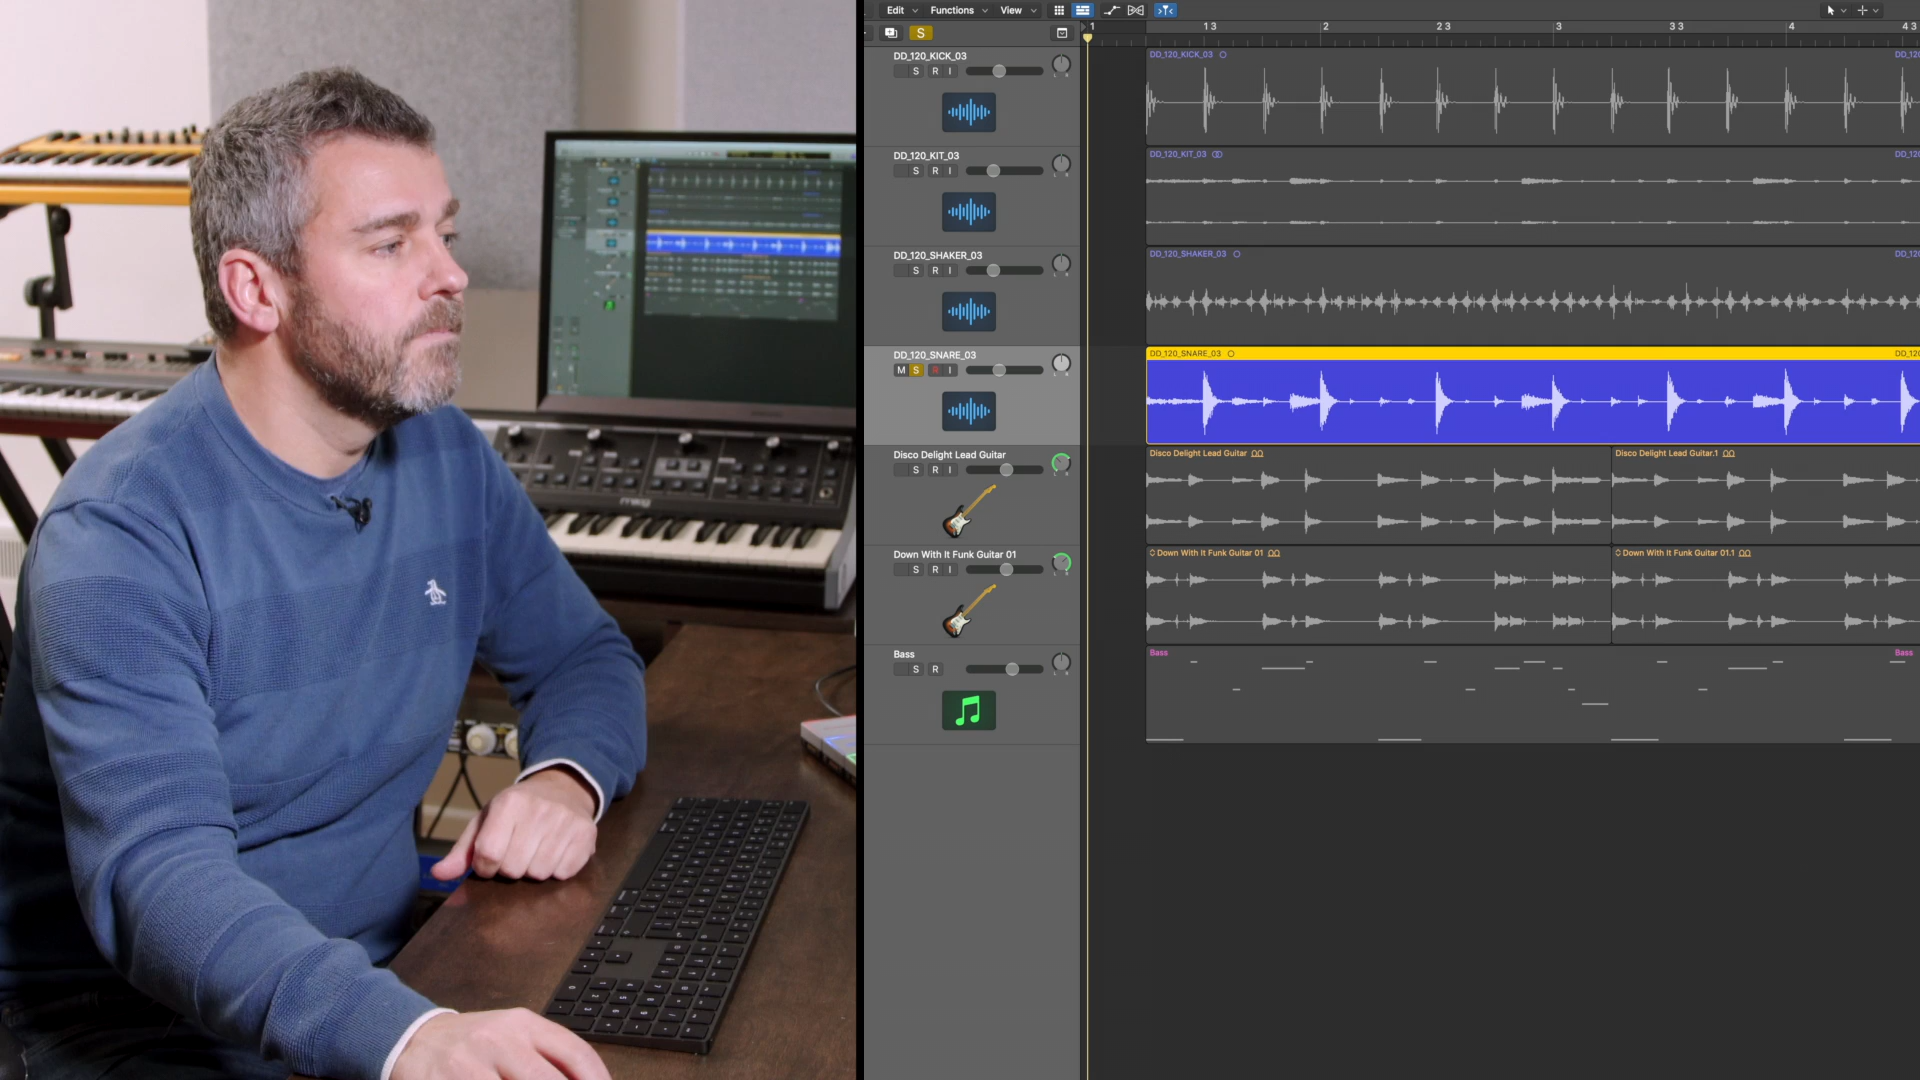 Edit Functions View
S
1 1 3 2 2 3 3 3 3 4 4 3
DD_120_KICK_03
S R I
DD_120_KICK_03 DD_120
DD_120_KIT_03
S R I
DD_120_KIT_03 DD_120
DD_120_SHAKER_03
S R I
DD_120_SHAKER_03 DD_120
DD_120_SNARE_03
M S R I
DD_120_SNARE_03 DD_120
Disco Delight Lead Guitar
S R I
Disco Delight Lead Guitar Disco Delight Lead Guitar.1
Down With It Funk Guitar 01
S R I
Down With It Funk Guitar 01 Down With It Funk Guitar 01.1
Bass
S R
Bass Bass
moog